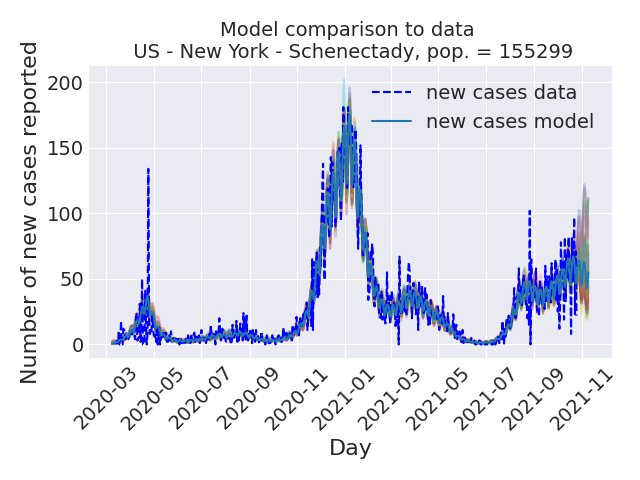 Model comparison to data
US - New York - Schenectady, pop. = 155299
Number of new cases reported
200
150
100
50
0
new cases data
new cases model
2020-03
2020-05
2020-07
2020-09
2020-11
2021-01
2021-03
2021-05
2021-07
2021-09
2021-11
Day